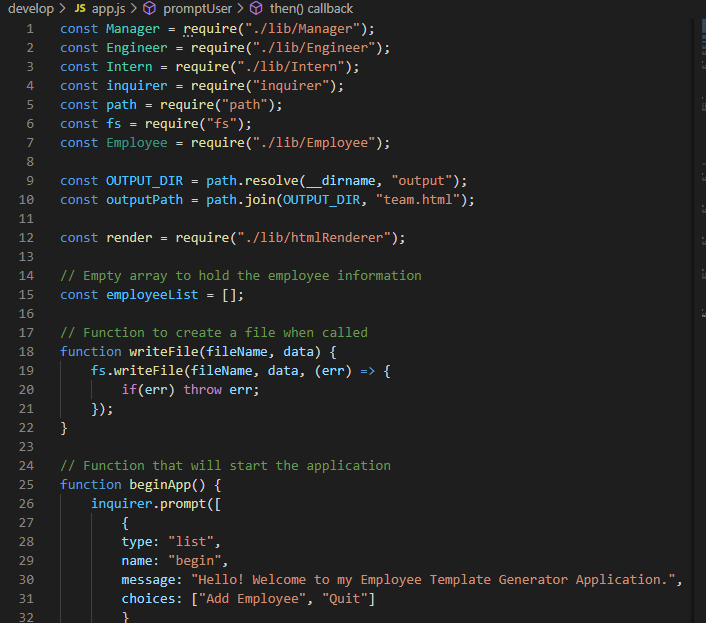 develop > JS app.js > promptUser > then() callback
1 const Manager = require("./lib/Manager");
2 const Engineer = require("./lib/Engineer");
3 const Intern = require("./lib/Intern");
4 const inquirer = require("inquirer");
5 const path = require("path");
6 const fs = require("fs");
7 const Employee = require("./lib/Employee");
8
9 const OUTPUT_DIR = path.resolve(__dirname, "output");
10 const outputPath = path.join(OUTPUT_DIR, "team.html");
11
12 const render = require("./lib/htmlRenderer");
13
14 // Empty array to hold the employee information
15 const employeeList = [];
16
17 // Function to create a file when called
18 function writeFile(fileName, data) {
19     fs.writeFile(fileName, data, (err) => {
20         if(err) throw err;
21     });
22 }
23
24 // Function that will start the application
25 function beginApp() {
26     inquirer.prompt([
27         {
28         type: "list",
29         name: "begin",
30         message: "Hello! Welcome to my Employee Template Generator Application.",
31         choices: ["Add Employee", "Quit"]
32         }